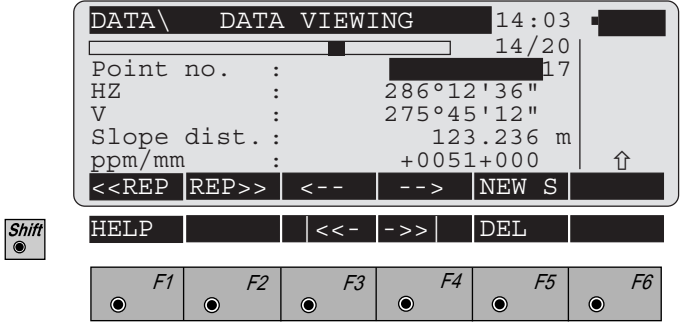 DATA\ DATA VIEWING 14:03
14/20
Point no. : 17
HZ : 286°12'36"
V : 275°45'12"
Slope dist. : 123.236 m
ppm/mm : +0051+000 ⇧
<<REP REP>> <-- --> NEW S
Shift HELP |<<- ->>| DEL
F1 F2 F3 F4 F5 F6